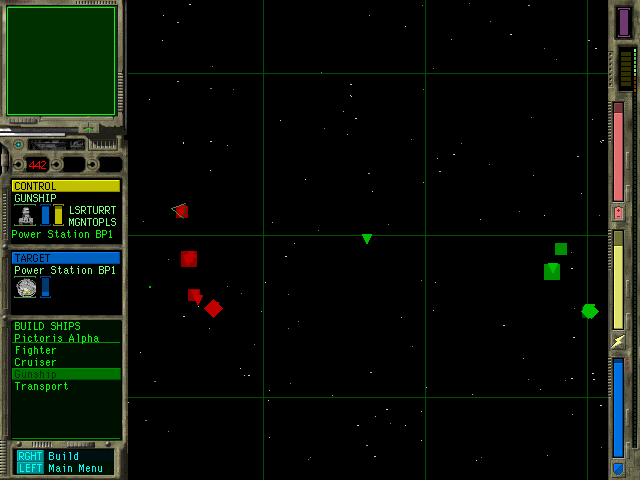 442
CONTROL
GUNSHIP
LSRTURRT
MGNTOPLS
Power Station BP1
TARGET
Power Station BP1
BUILD SHIPS
Pictoris Alpha
Fighter
Cruiser
Gunship
Transport
RGHT Build
LEFT Main Menu